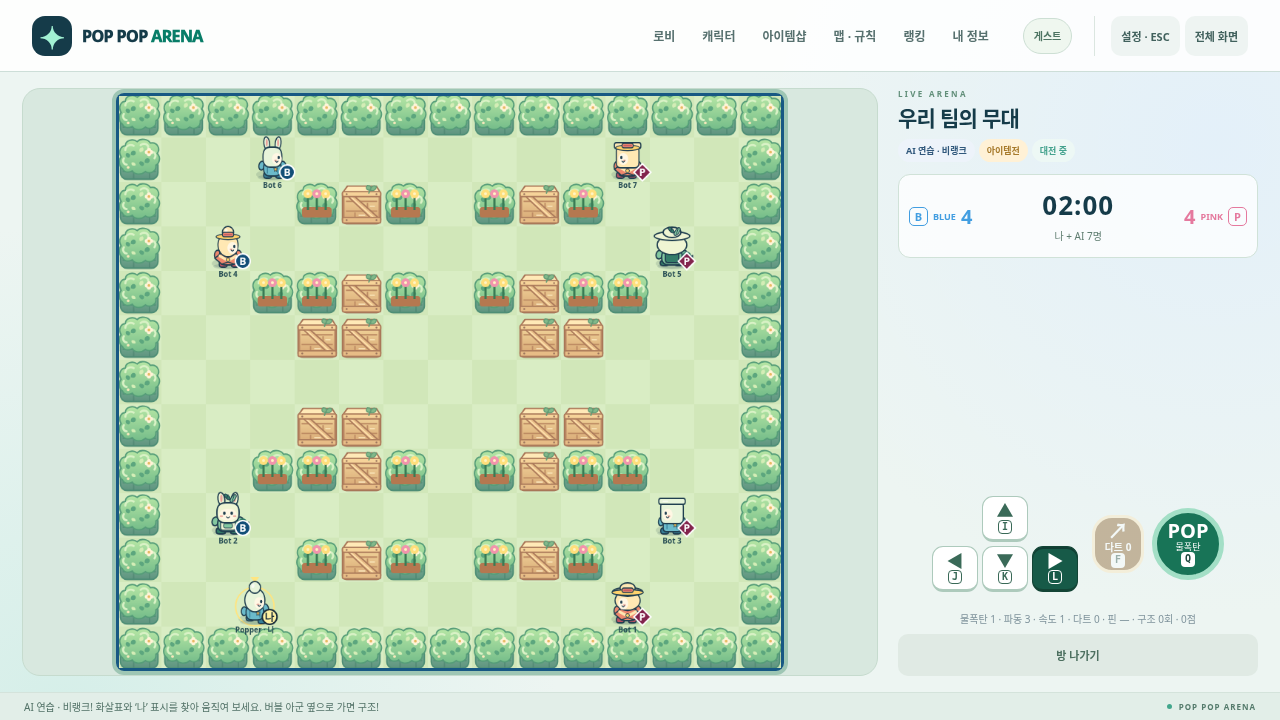 POP POP ARENA
로비
캐릭터
아이템샵
맵 · 규칙
랭킹
내 정보
게스트
설정 · ESC
전체 화면
LIVE ARENA
우리 팀의 무대
AI 연습 · 비랭크
아이템전
대전 중
B BLUE 4
02:00
나 + AI 7명
4 PINK P
B
Bot 6
P
Bot 7
B
Bot 4
P
Bot 5
B
Bot 2
P
Bot 3
나
Popper · 나
P
Bot 1
I
J
K
L
다트 0
F
POP
물폭탄
Q
물폭탄 1 · 파동 3 · 속도 1 · 다트 0 · 핀 — · 구조 0회 · 0점
방 나가기
AI 연습 · 비랭크! 화살표와 '나' 표시를 찾아 움직여 보세요. 버블 아군 옆으로 가면 구조!
POP POP ARENA